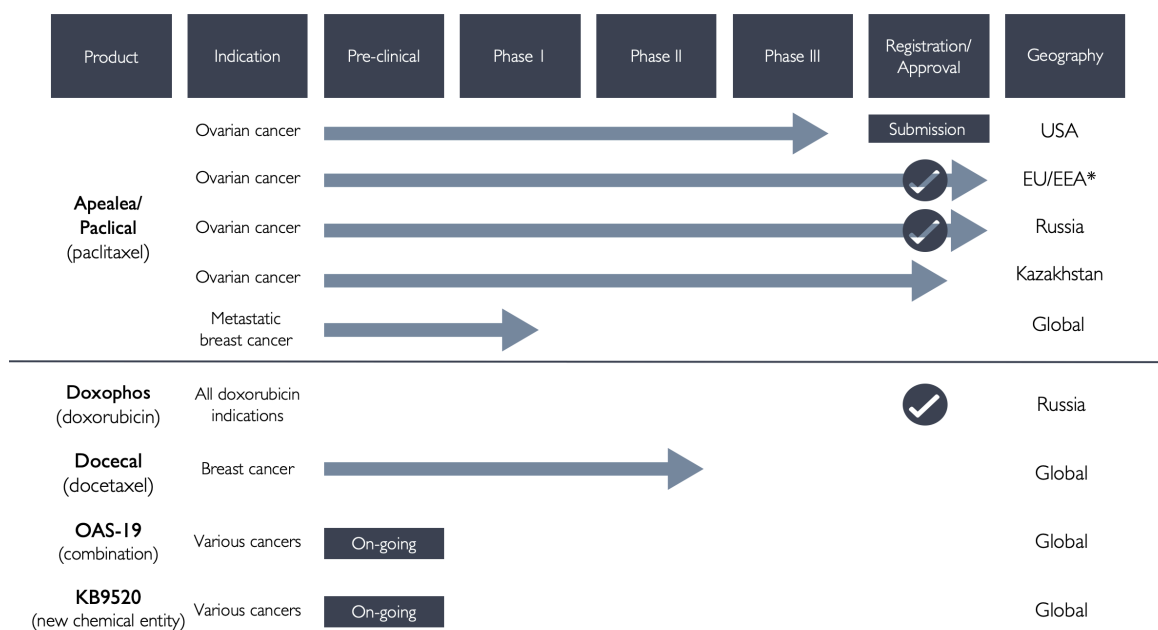 Product
Indication
Pre-clinical
Phase I
Phase II
Phase III
Registration/
Approval
Geography
Apealea/
Paclical
(paclitaxel)
Ovarian cancer
Submission
USA
Ovarian cancer
EU/EEA*
Ovarian cancer
Russia
Ovarian cancer
Kazakhstan
Metastatic
breast cancer
Global
Doxophos
(doxorubicin)
All doxorubicin
indications
Russia
Docecal
(docetaxel)
Breast cancer
Global
OAS-19
(combination)
Various cancers
On-going
Global
KB9520
(new chemical entity)
Various cancers
On-going
Global